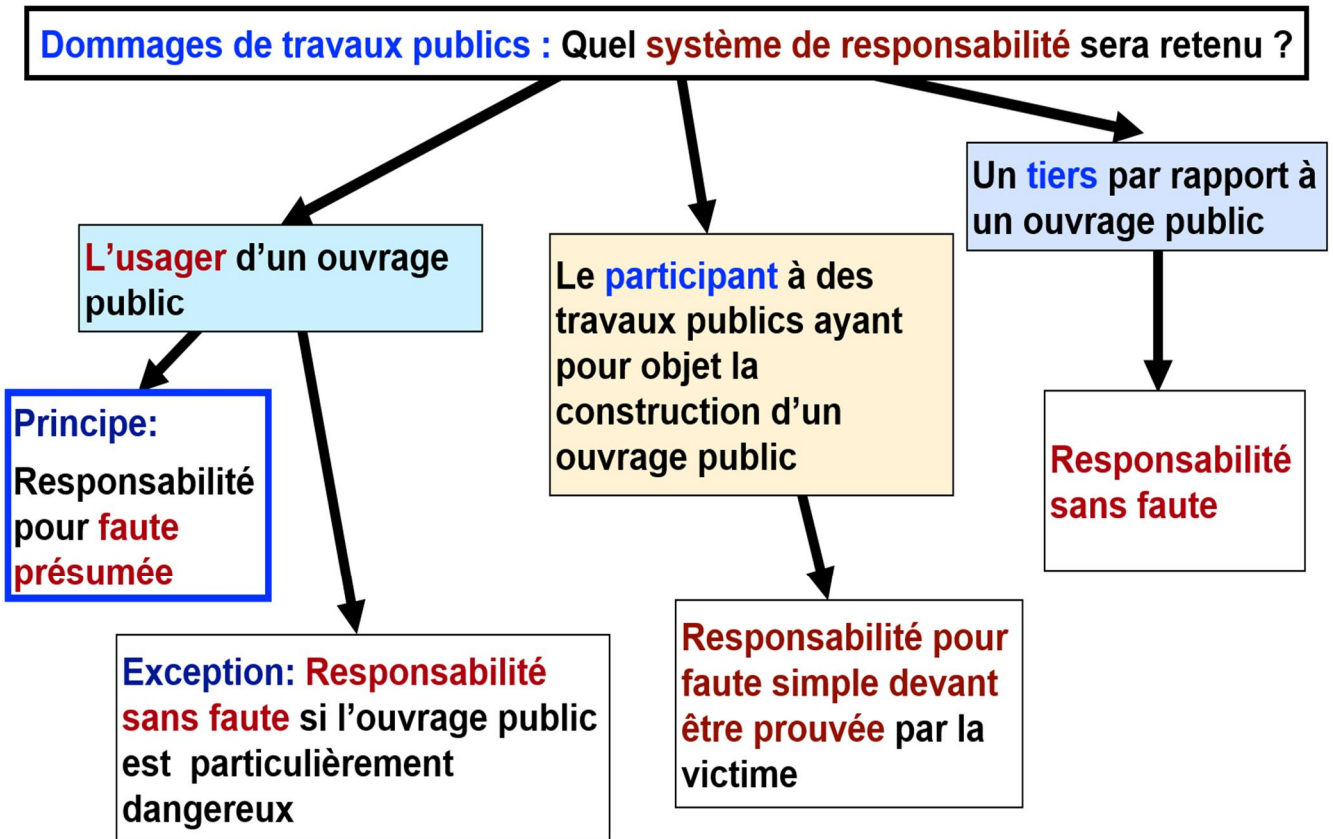 Dommages de travaux publics : Quel système de responsabilité sera retenu ?
L’usager d’un ouvrage
public
Principe:
Responsabilité
pour faute
présumée
Exception: Responsabilité
sans faute si l’ouvrage public
est particulièrement
dangereux
Le participant à des
travaux publics ayant
pour objet la
construction d’un
ouvrage public
Responsabilité pour
faute simple devant
être prouvée par la
victime
Un tiers par rapport à
un ouvrage public
Responsabilité
sans faute